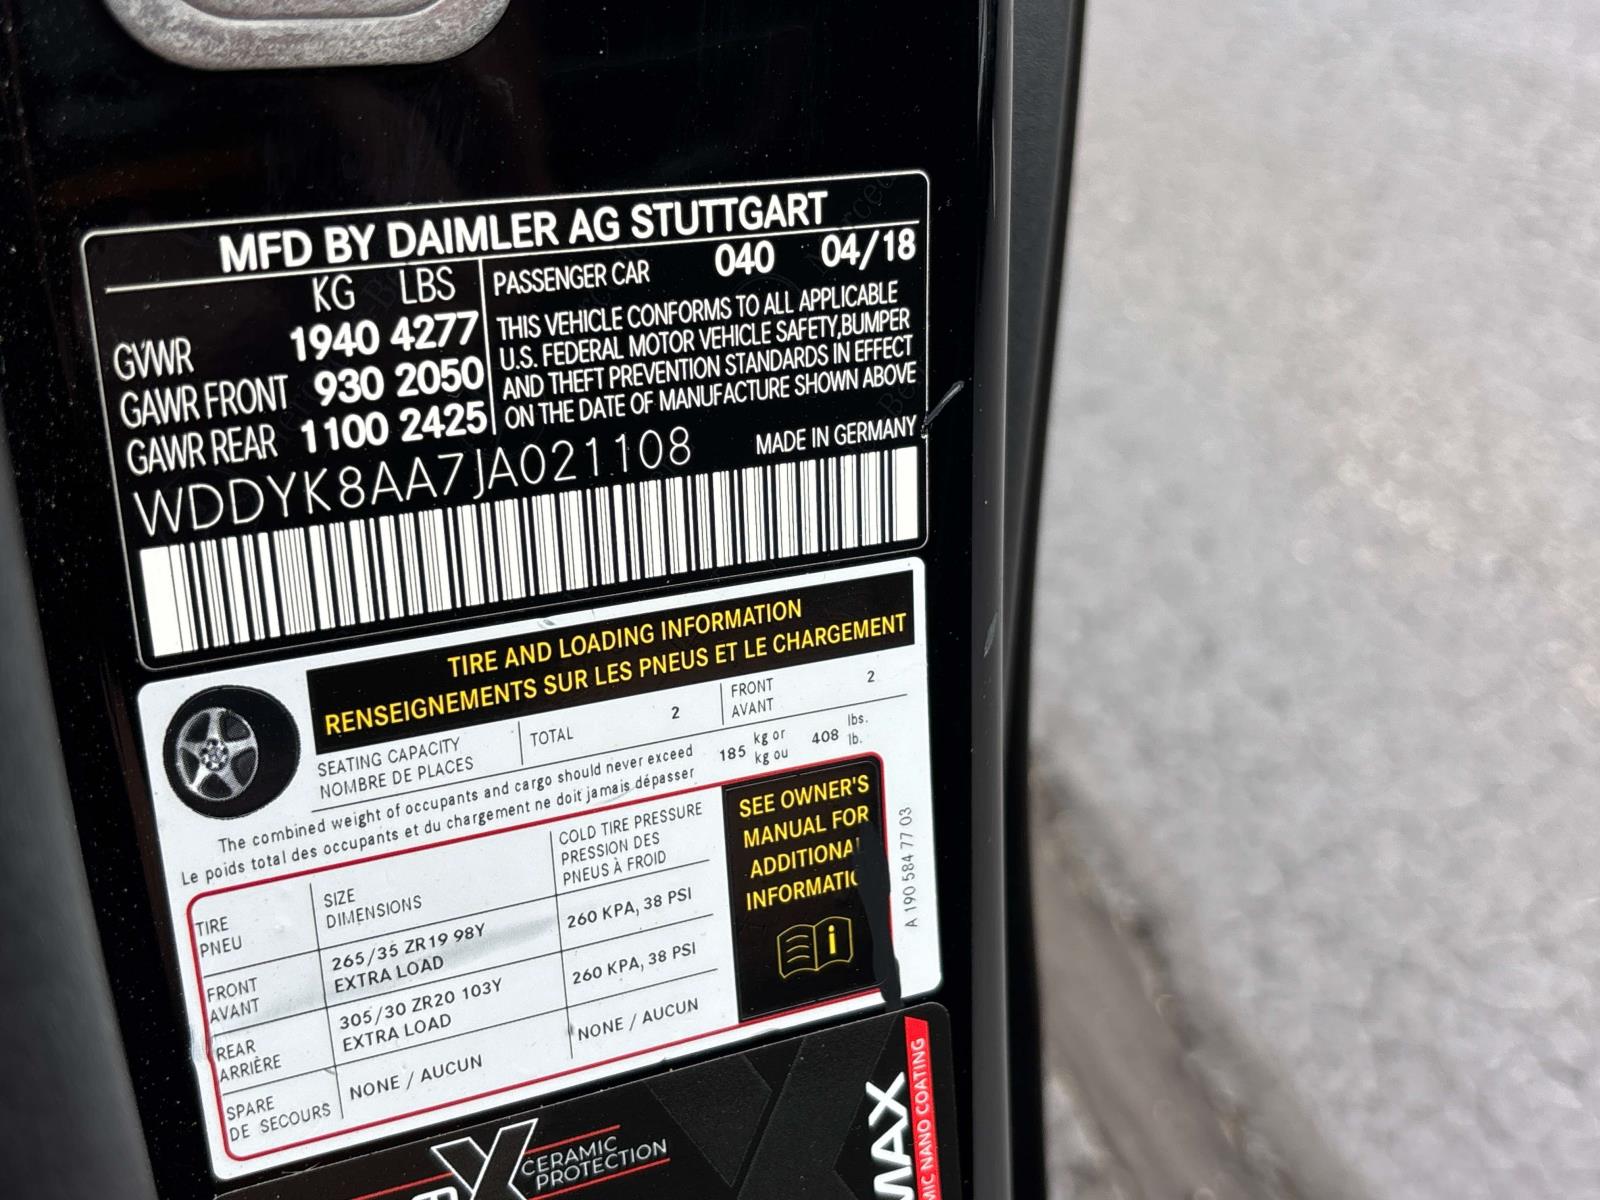 MFD BY DAIMLER AG STUTTGART
KG LBS
GVWR 1940 4277
GAWR FRONT 930 2050
GAWR REAR 1100 2425
PASSENGER CAR 040 04/18
THIS VEHICLE CONFORMS TO ALL APPLICABLE
U.S. FEDERAL MOTOR VEHICLE SAFETY,BUMPER
AND THEFT PREVENTION STANDARDS IN EFFECT
ON THE DATE OF MANUFACTURE SHOWN ABOVE
WDDYK8AA7JA021108
MADE IN GERMANY
TIRE AND LOADING INFORMATION
RENSEIGNEMENTS SUR LES PNEUS ET LE CHARGEMENT
SEATING CAPACITY
NOMBRE DE PLACES
TOTAL 2
FRONT 2
AVANT
The combined weight of occupants and cargo should never exceed
Le poids total des occupants et du chargement ne doit jamais dépasser
185 kg or 408 lbs.
kg ou lb.
TIRE
PNEU
SIZE
DIMENSIONS
COLD TIRE PRESSURE
PRESSION DES
PNEUS À FROID
FRONT
AVANT
265/35 ZR19 98Y
EXTRA LOAD
260 KPA, 38 PSI
REAR
ARRIÈRE
305/30 ZR20 103Y
EXTRA LOAD
260 KPA, 38 PSI
SPARE
DE SECOURS
NONE / AUCUN
NONE / AUCUN
SEE OWNER'S
MANUAL FOR
ADDITIONA
INFORMATIO
i
A 190 584 77 03
CERAMIC
PROTECTION
MAX
MIC NANO COATING